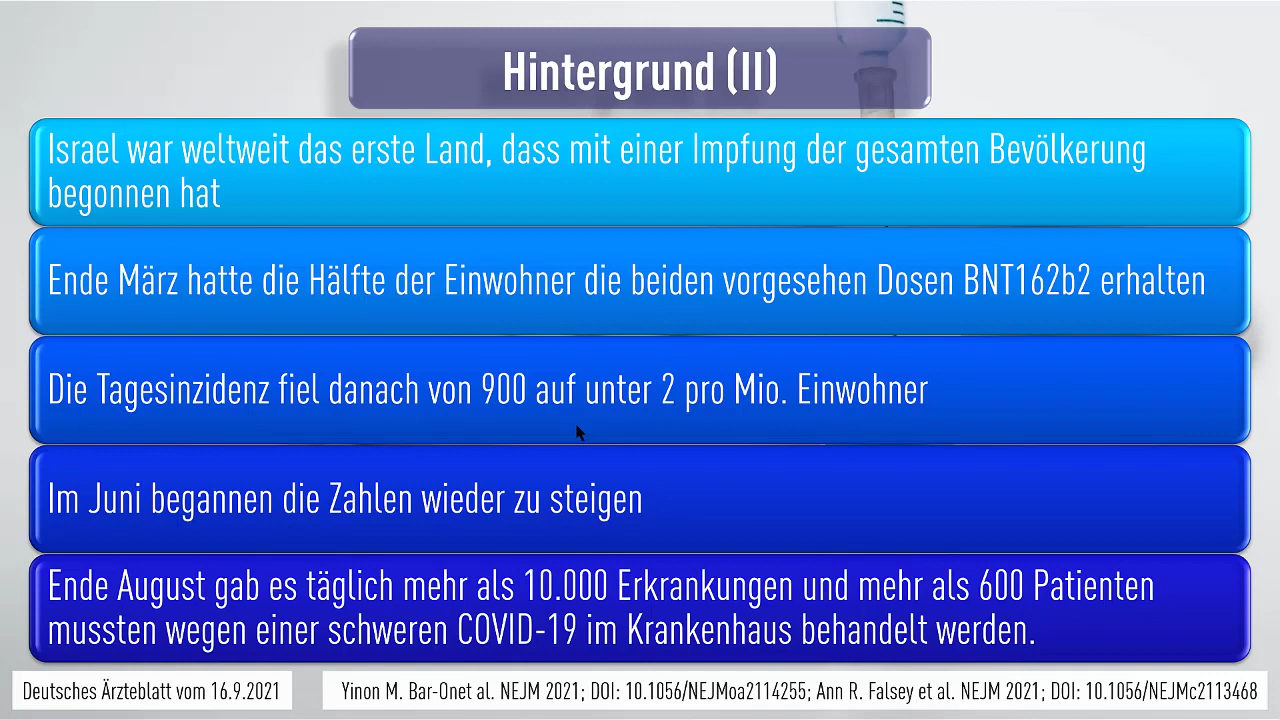 Hintergrund (II)
Israel war weltweit das erste Land, dass mit einer Impfung der gesamten Bevölkerung
begonnen hat
Ende März hatte die Hälfte der Einwohner die beiden vorgesehen Dosen BNT162b2 erhalten
Die Tagesinzidenz fiel danach von 900 auf unter 2 pro Mio. Einwohner
Im Juni begannen die Zahlen wieder zu steigen
Ende August gab es täglich mehr als 10.000 Erkrankungen und mehr als 600 Patienten
mussten wegen einer schweren COVID-19 im Krankenhaus behandelt werden.
Deutsches Ärzteblatt vom 16.9.2021
Yinon M. Bar-Onet al. NEJM 2021; DOI: 10.1056/NEJMoa2114255; Ann R. Falsey et al. NEJM 2021; DOI: 10.1056/NEJMc2113468